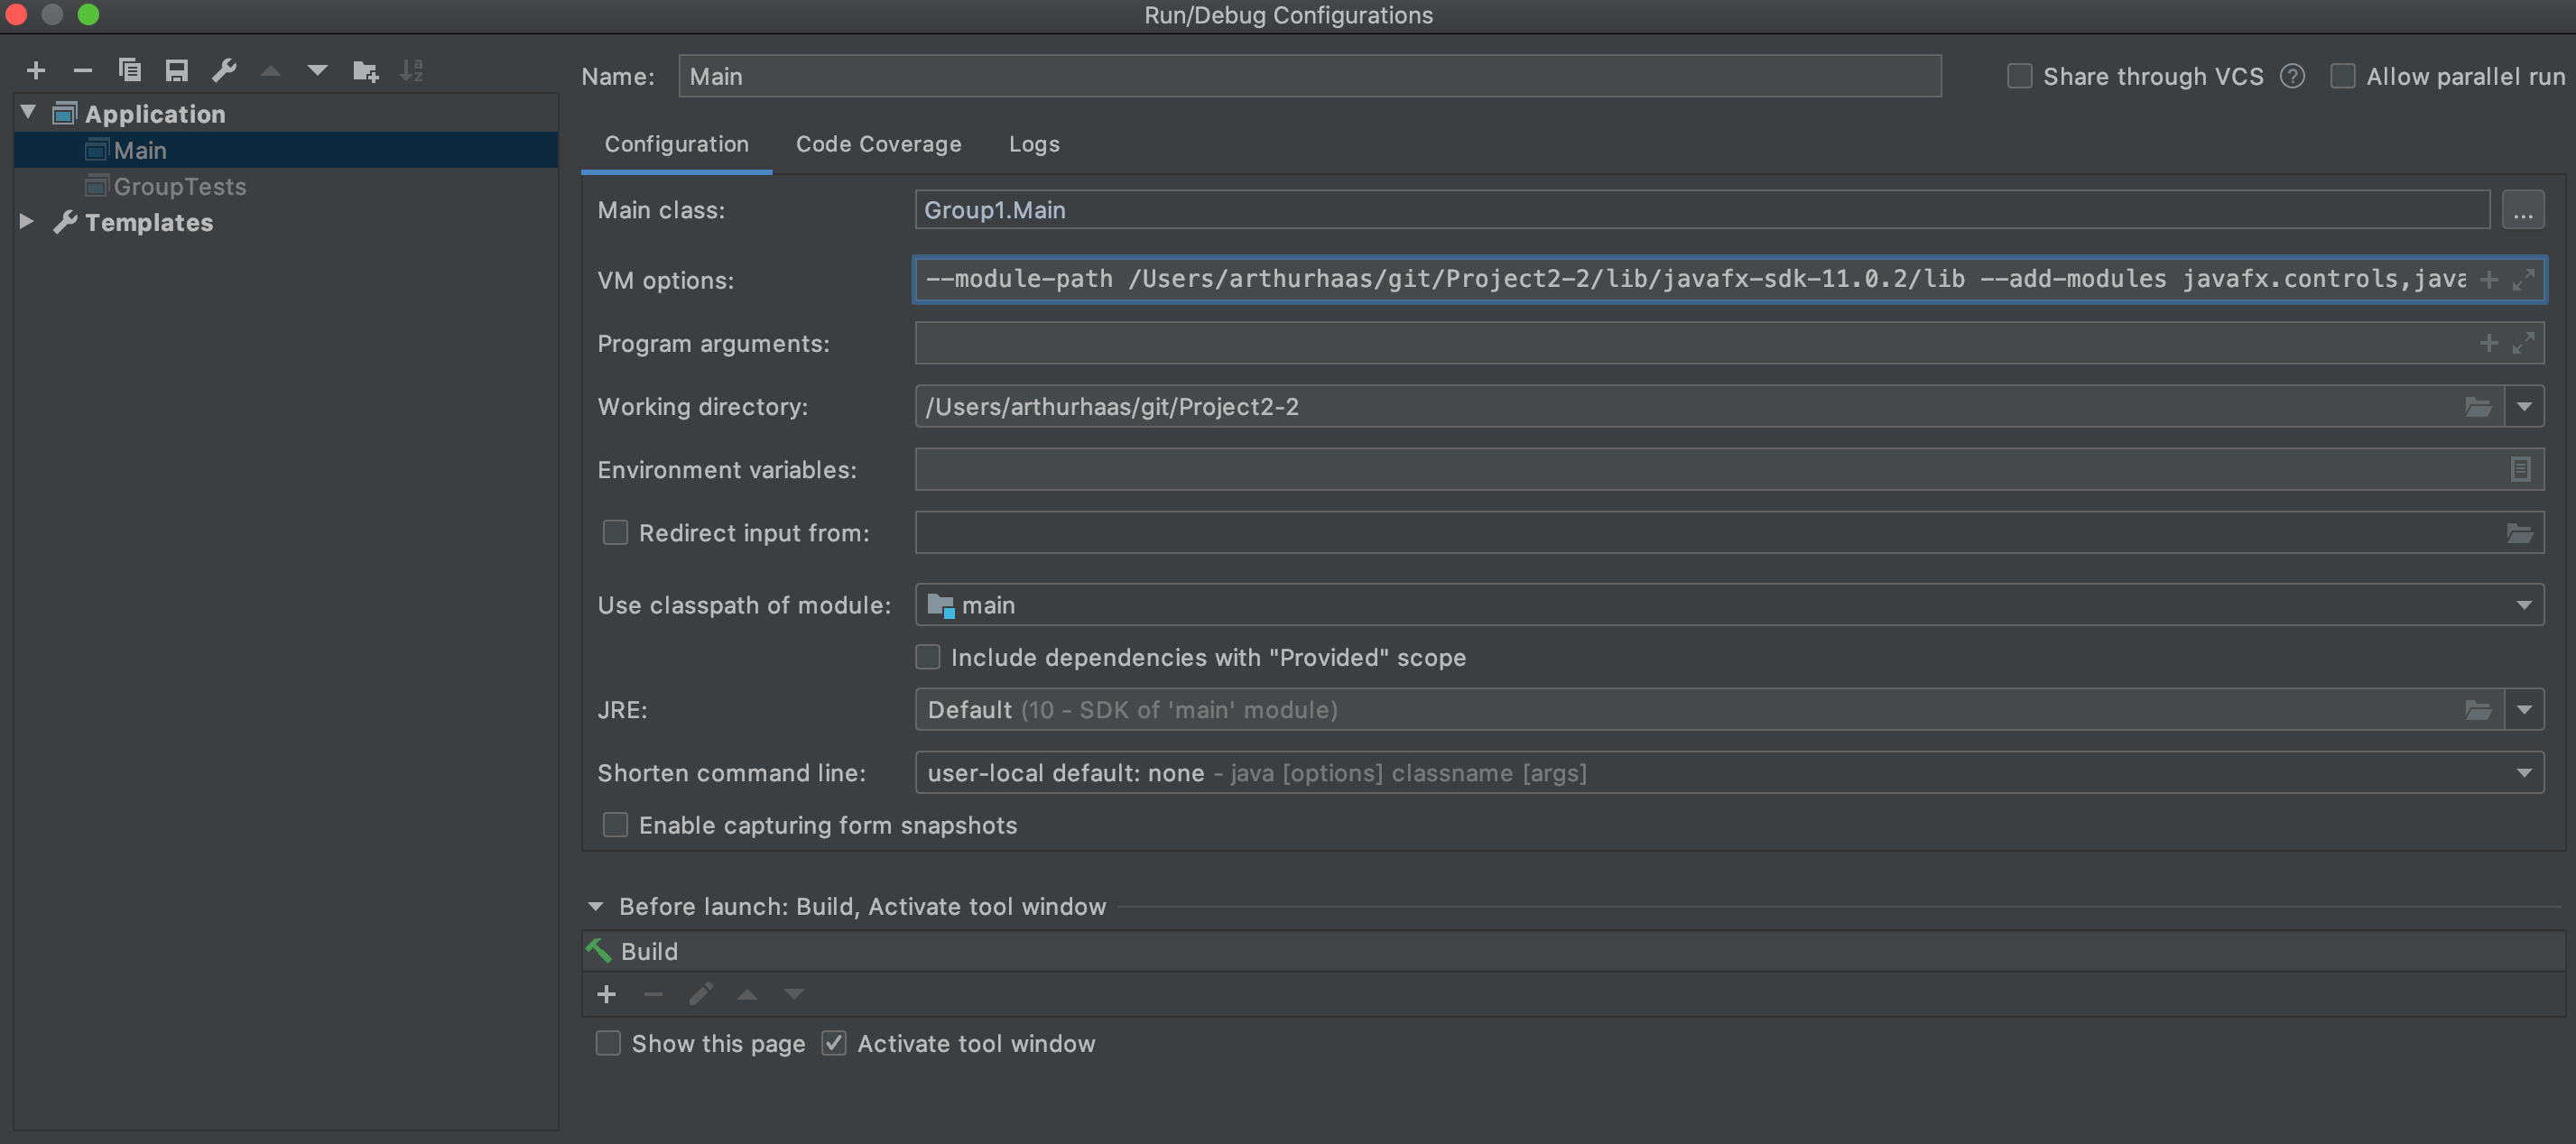 Run/Debug Configurations
Name: Main
Share through VCS ? Allow parallel run
Application
Main
GroupTests
Templates
Configuration Code Coverage Logs
Main class: Group1.Main ...
VM options: --module-path /Users/arthurhaas/git/Project2-2/lib/javafx-sdk-11.0.2/lib --add-modules javafx.controls,java
Program arguments:
Working directory: /Users/arthurhaas/git/Project2-2
Environment variables:
Redirect input from:
Use classpath of module: main
Include dependencies with "Provided" scope
JRE: Default (10 - SDK of 'main' module)
Shorten command line: user-local default: none - java [options] classname [args]
Enable capturing form snapshots
Before launch: Build, Activate tool window
Build
Show this page Activate tool window